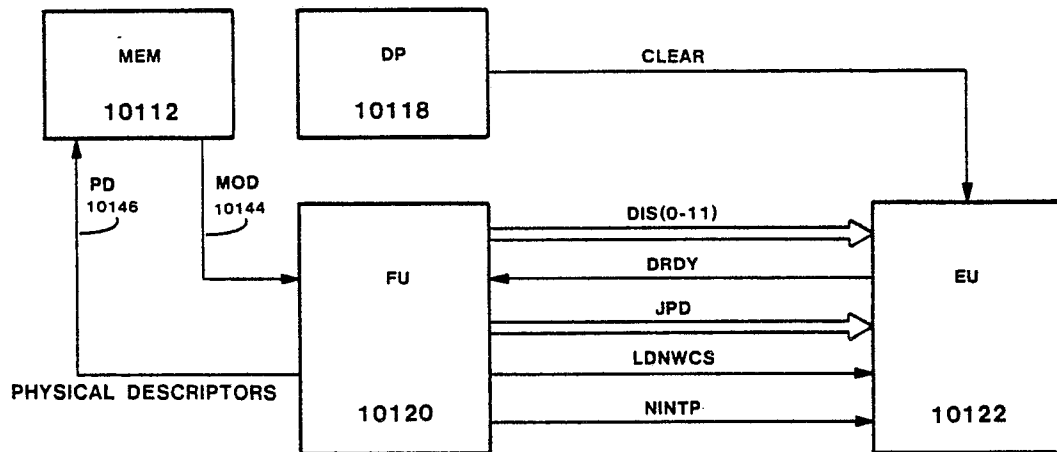 MEM
10112
DP
10118
CLEAR
PD
10146
MOD
10144
DIS(0-11)
DRDY
FU
EU
JPD
LDNWCS
PHYSICAL DESCRIPTORS
NINTP
10120
10122